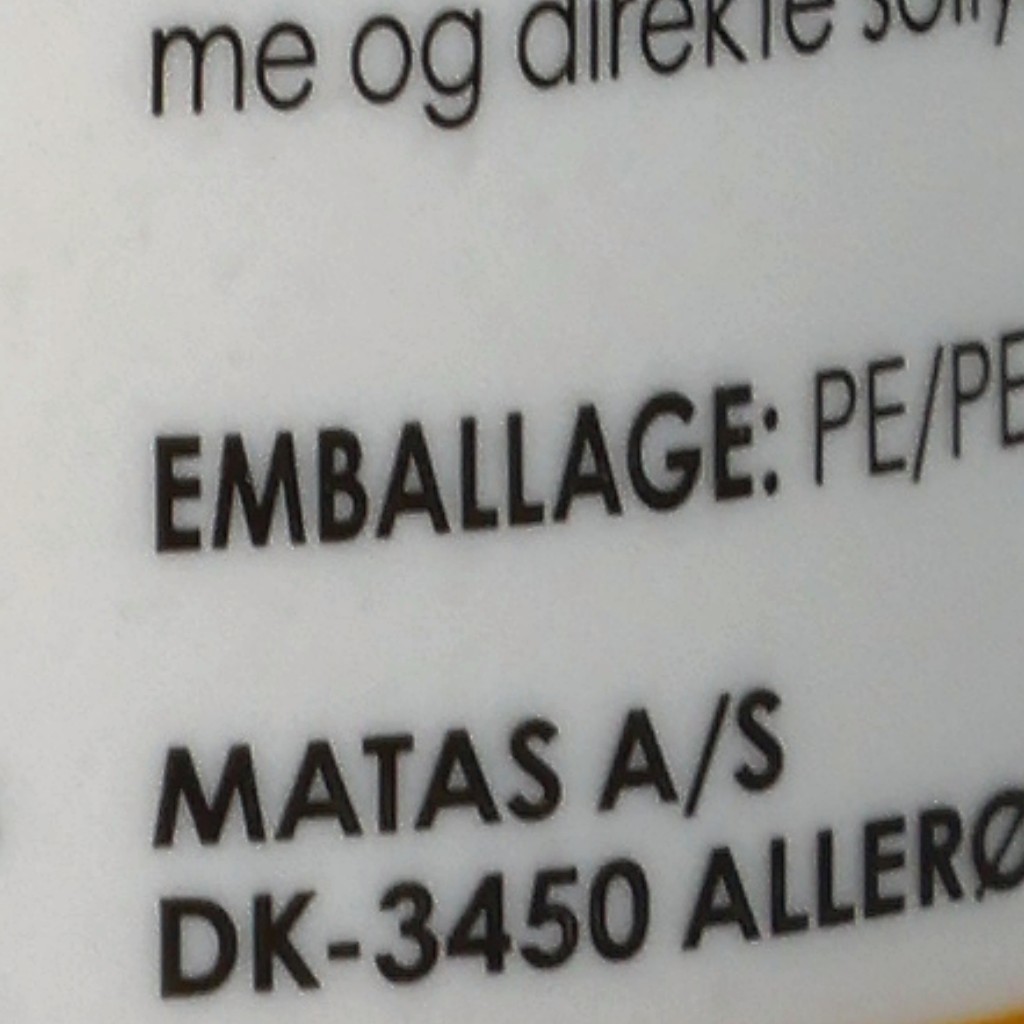 me og direkte
EMBALLAGE: PE/PE
MATAS A/S
DK-3450 ALLERØ